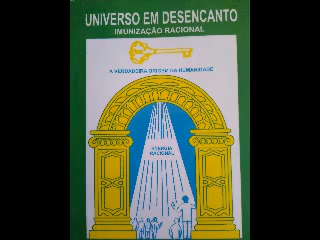 UNIVERSO EM DESENCANTO
IMUNIZAÇÃO RACIONAL
A VERDADEIRA ORIGEM DA HUMANIDADE
ENERGIA
RACIONAL